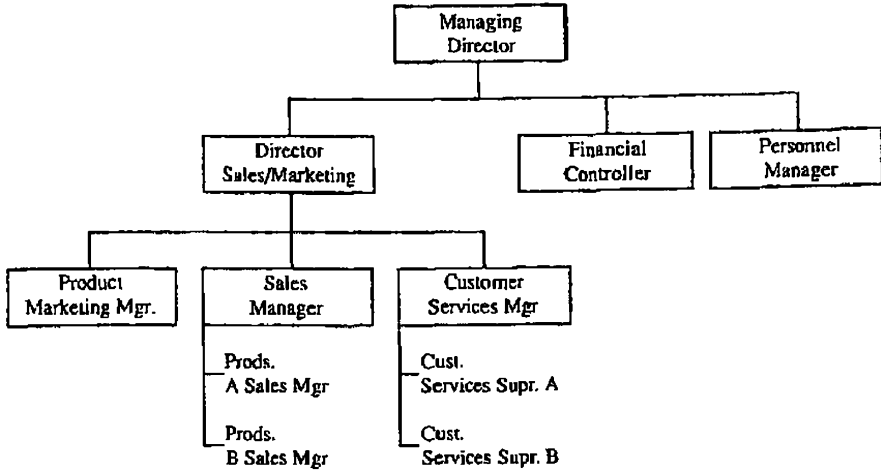 Managing
Director
Director
Sales/Marketing
Financial
Controller
Personnel
Manager
Product
Marketing Mgr.
Sales
Manager
Customer
Services Mgr
Prods.
A Sales Mgr
Cust.
Services Supr. A
Prods.
B Sales Mgr
Cust.
Services Supr. B